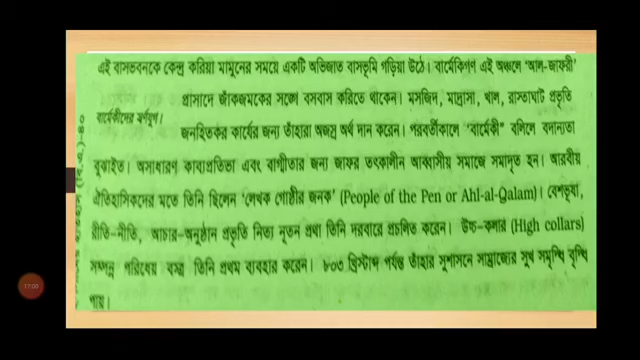 এই বাসভবনকে কেন্দ্র করিয়া মামুনের সময়ে একটি অভিজাত বাসভূমি গড়িয়া উঠে। বার্মেকিগণ এই অঞ্চলে 'আল-জাফরী'
প্রাসাদে জাঁকজমকের সঙ্গে বসবাস করিতে থাকেন। মসজিদ, মাদ্রাসা, খাল, রাস্তাঘাট প্রভৃতি
বার্মেকীদের স্বর্ণযুগ।
জনহিতকর কার্যের জন্য তাঁহারা অজস্র অর্থ দান করেন। পরবর্তীকালে "বার্মেকী" বলিলে বদান্যতা
বুঝাইত। অসাধারণ কাব্যপ্রতিভা এবং বাগ্মীতার জন্য জাফর তৎকালীন আব্বাসীয় সমাজে সমাদৃত হন। আরবীয়
ঐতিহাসিকদের মতে তিনি ছিলেন 'লেখক গোষ্ঠীর জনক' (People of the Pen or Ahl-al-Qalam)। বেশভূষা,
রীতি-নীতি, আচার-অনুষ্ঠান প্রভৃতি নিত্য নূতন প্রথা তিনি দরবারে প্রচলিত করেন। উচ্চ-কলার (High collars)
সম্পন্ন পরিধেয় বস্ত্র তিনি প্রথম ব্যবহার করেন। ৮০৩ খ্রিস্টাব্দ পর্যন্ত তাঁহার সুশাসনে সাম্রাজ্যের সুখ সমৃদ্ধি বৃদ্ধি
পায়।
17:09